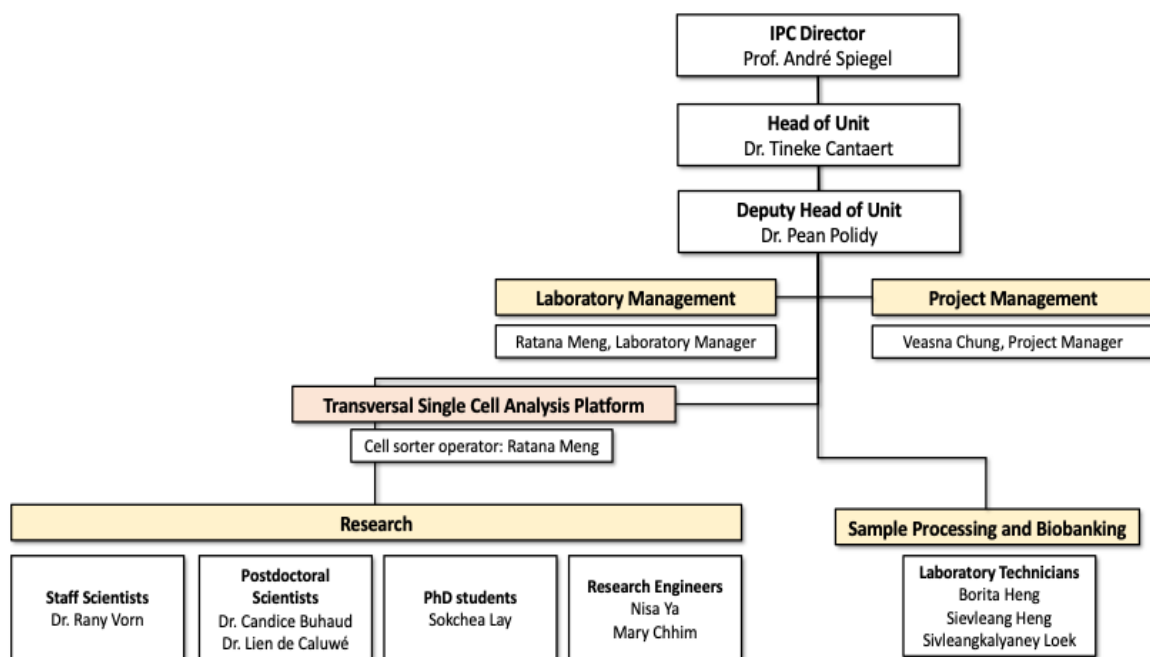 IPC Director
Prof. André Spiegel
Head of Unit
Dr. Tineke Cantaert
Deputy Head of Unit
Dr. Pean Polidy
Laboratory Management
Ratana Meng, Laboratory Manager
Project Management
Veasna Chung, Project Manager
Transversal Single Cell Analysis Platform
Cell sorter operator: Ratana Meng
Research
Staff Scientists
Dr. Rany Vorn
Postdoctoral
Scientists
Dr. Candice Buhaud
Dr. Lien de Caluwé
PhD students
Sokchea Lay
Research Engineers
Nisa Ya
Mary Chhim
Sample Processing and Biobanking
Laboratory Technicians
Borita Heng
Sievleang Heng
Sivleangkalyaney Loek